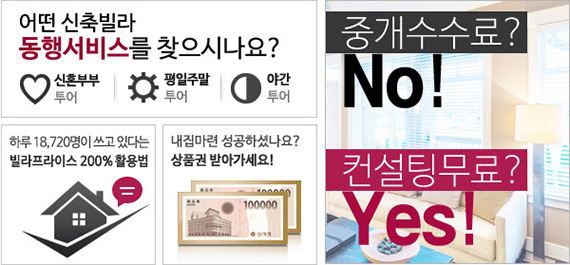 어떤 신축빌라
동행서비스를 찾으시나요?
신혼부부
투어
평일주말
투어
야간
투어
하루 18,720명이 쓰고 있다는
빌라프라이스 200% 활용법
내집마련 성공하셨나요?
상품권 받아가세요!
100000
100000
중개수수료?
No!
컨설팅무료?
Yes!